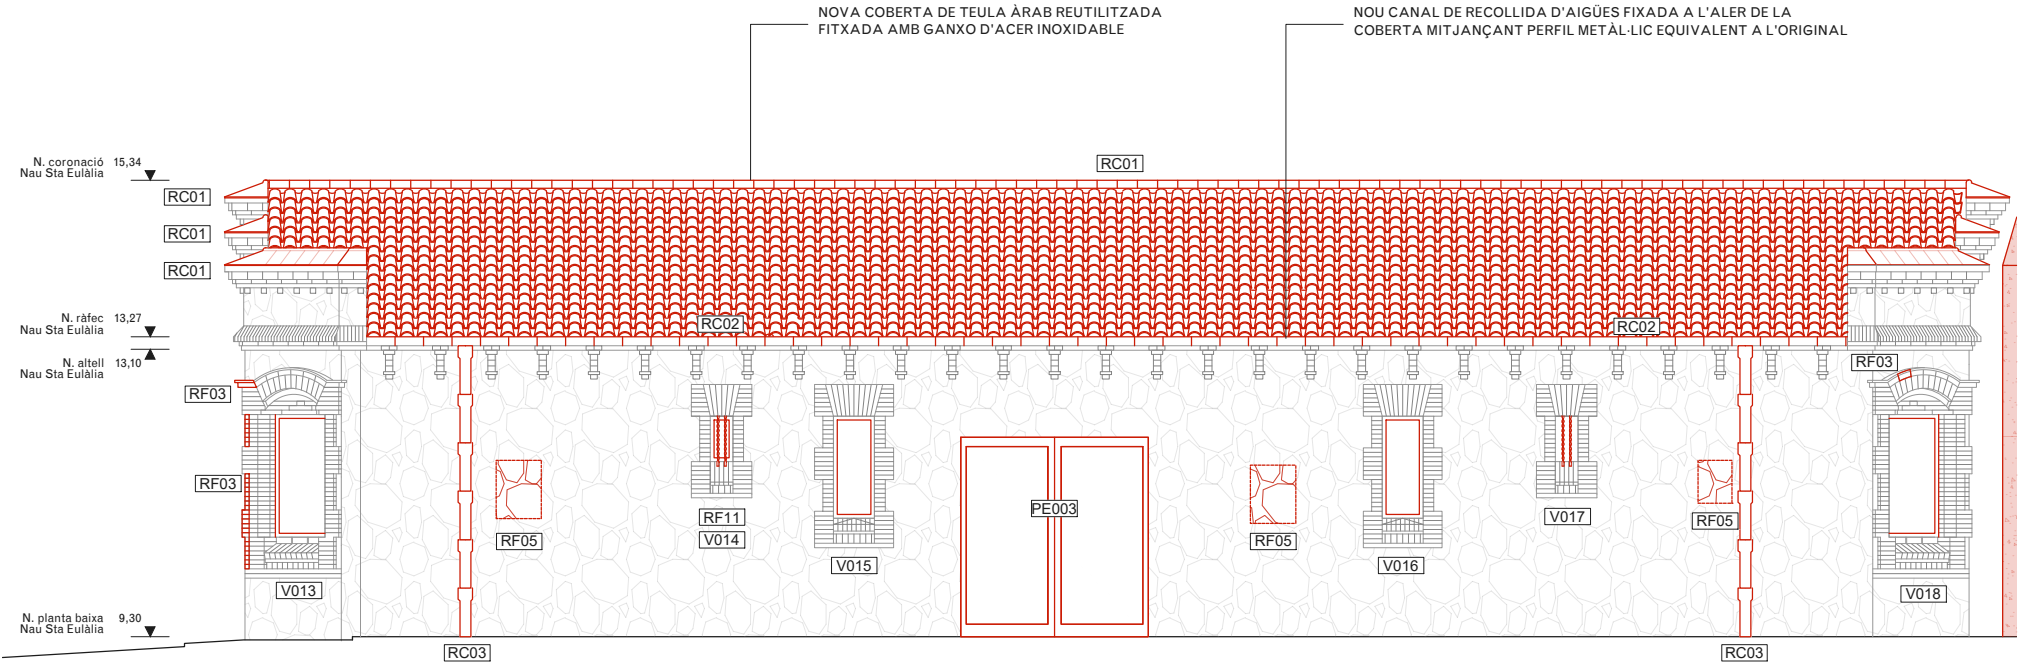 NOVA COBERTA DE TEULA ÀRAB REUTILITZADA
FITXADA AMB GANXO D'ACER INOXIDABLE
NOU CANAL DE RECOLLIDA D'AIGÜES FIXADA A L'ALER DE LA
COBERTA MITJANÇANT PERFIL METÀL·LIC EQUIVALENT A L'ORIGINAL
RC01
N. coronació 15,34
Nau Sta Eulàlia
RC01
RC01
RC01
N. ràfec 13,27
Nau Sta Eulàlia
RC02
RC02
N. altell 13,10
Nau Sta Eulàlia
RF03
RF03
RF03
PE003
RF11
V017
RF05
V014
RF05
RF05
V015
V016
V013
V018
N. planta baixa 9,30
Nau Sta Eulàlia
RC03
RC03